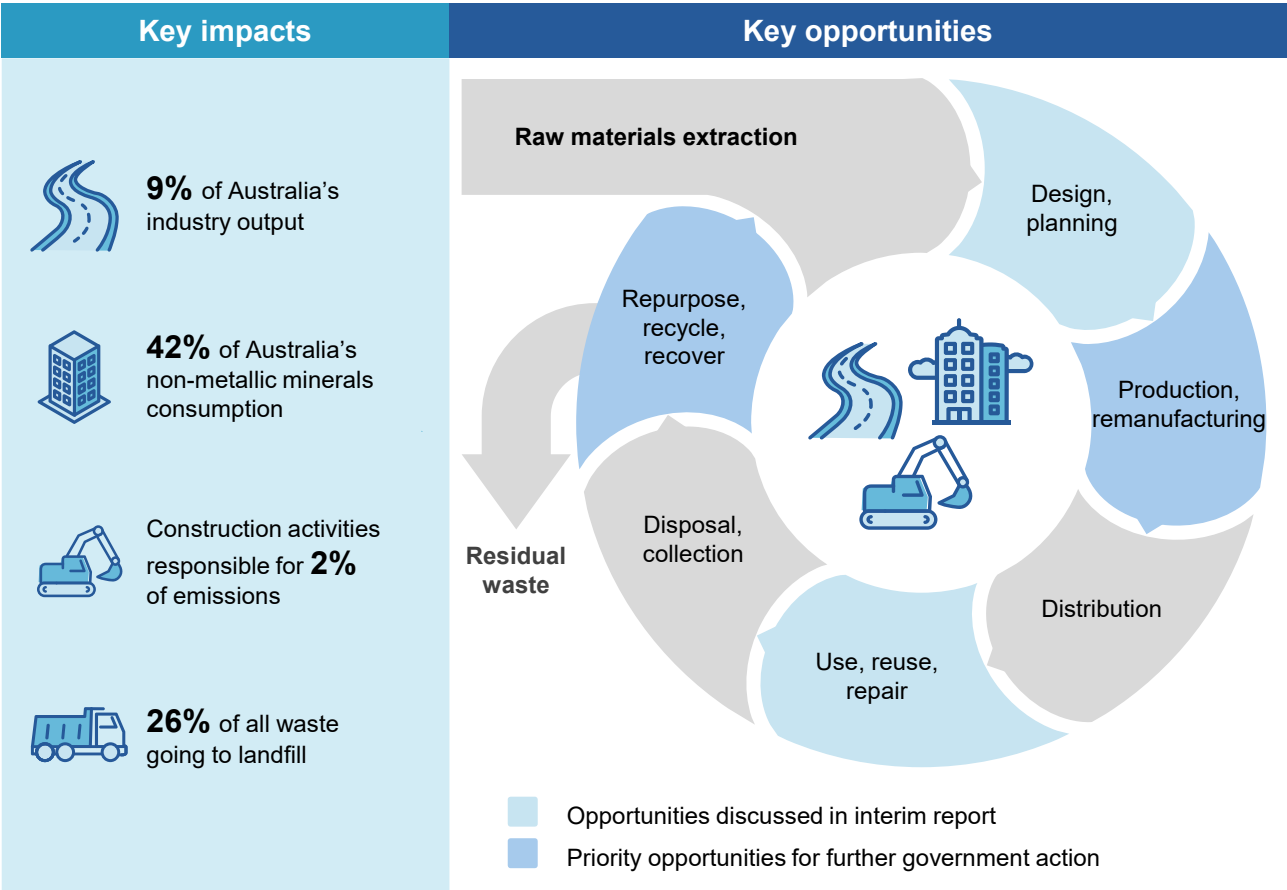 Key impacts
Key opportunities
9% of Australia's
industry output
42% of Australia's
non-metallic minerals
consumption
Construction activities
responsible for 2%
of emissions
26% of all waste
going to landfill
Raw materials extraction
Design,
planning
Production,
remanufacturing
Distribution
Use, reuse,
repair
Disposal,
collection
Repurpose,
recycle,
recover
Residual
waste
Opportunities discussed in interim report
Priority opportunities for further government action